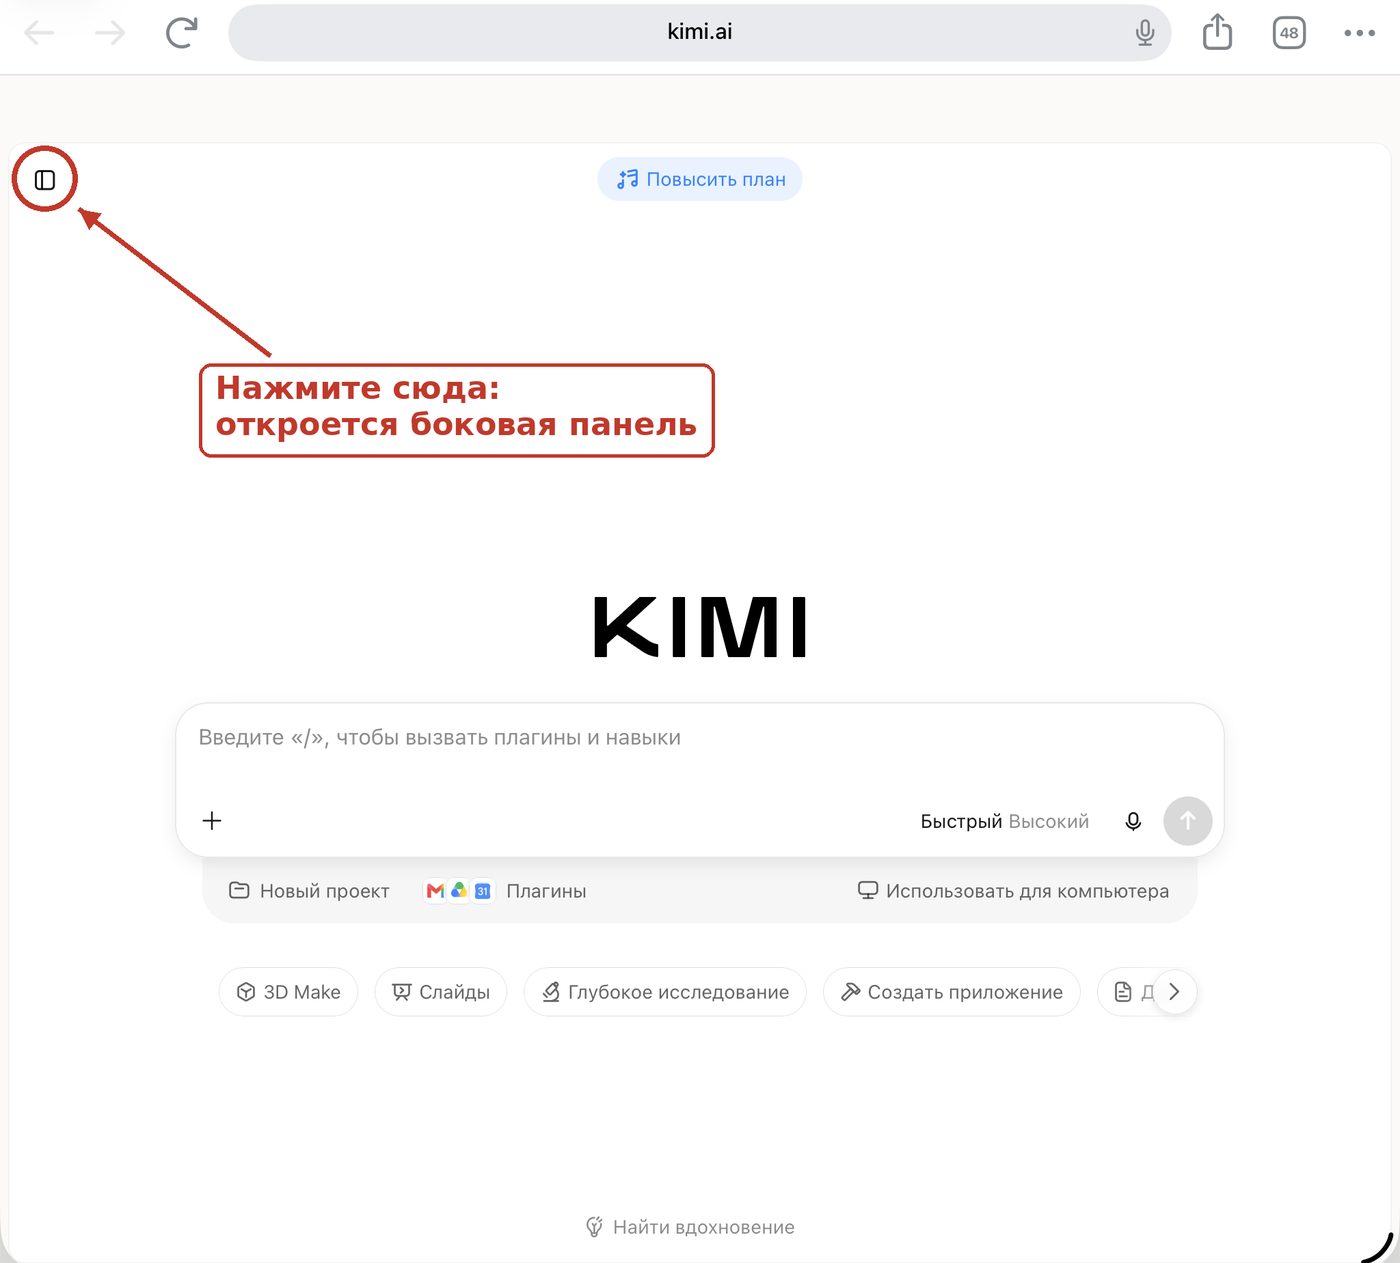 kimi.ai
48
Повысить план
Нажмите сюда:
откроется боковая панель
KIMI
Введите «/», чтобы вызвать плагины и навыки
Быстрый Высокий
Новый проект
31
Плагины
Использовать для компьютера
3D Make
Слайды
Глубокое исследование
Создать приложение
Найти вдохновение